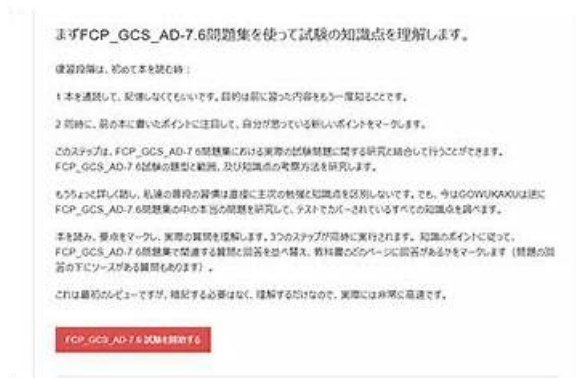 まずFCP_GCS_AD-7.6問題集を使って試験の知識点を理解します。
復習段階は、初めて本を読む時：
1 本を通読して、記憶しなくてもいいです。目的は前に習った内容をもう一度知ることです。
2 同時に、前の本に書いたポイントに注目して、自分が思っている新しいポイントをマークします。
このステップは、FCP_GCS_AD-7.6問題集における実際の試験問題に関する研究と結合して行うことができます。
FCP_GCS_AD-7.6試験の題型と範囲、及び知識点の考察方法を研究します。
もうちょっと詳しく話し、私達の普段の習慣は直接に主次の勉強と知識点を区別しないです。でも、今はGOWUKAKUは逆に
FCP_GCS_AD-7.6問題集の中の本当の問題を研究して、テストでカバーされているすべての知識点を調べます。
本を読み、要点をマークし、実際の質問を理解します。3つのステップが同時に実行されます。 知識のポイントに従って、
FCP_GCS_AD-7.6問題集で関連する質問と回答を並べ替え、教科書のどのページに回答があるかをマークします（問題の回
答の下にソースがある質問もあります）。
これは最初のレビューですが、暗記する必要はなく、理解するだけなので、実際には非常に高速です。
FCP_GCS_AD-7.6 試験を開始する